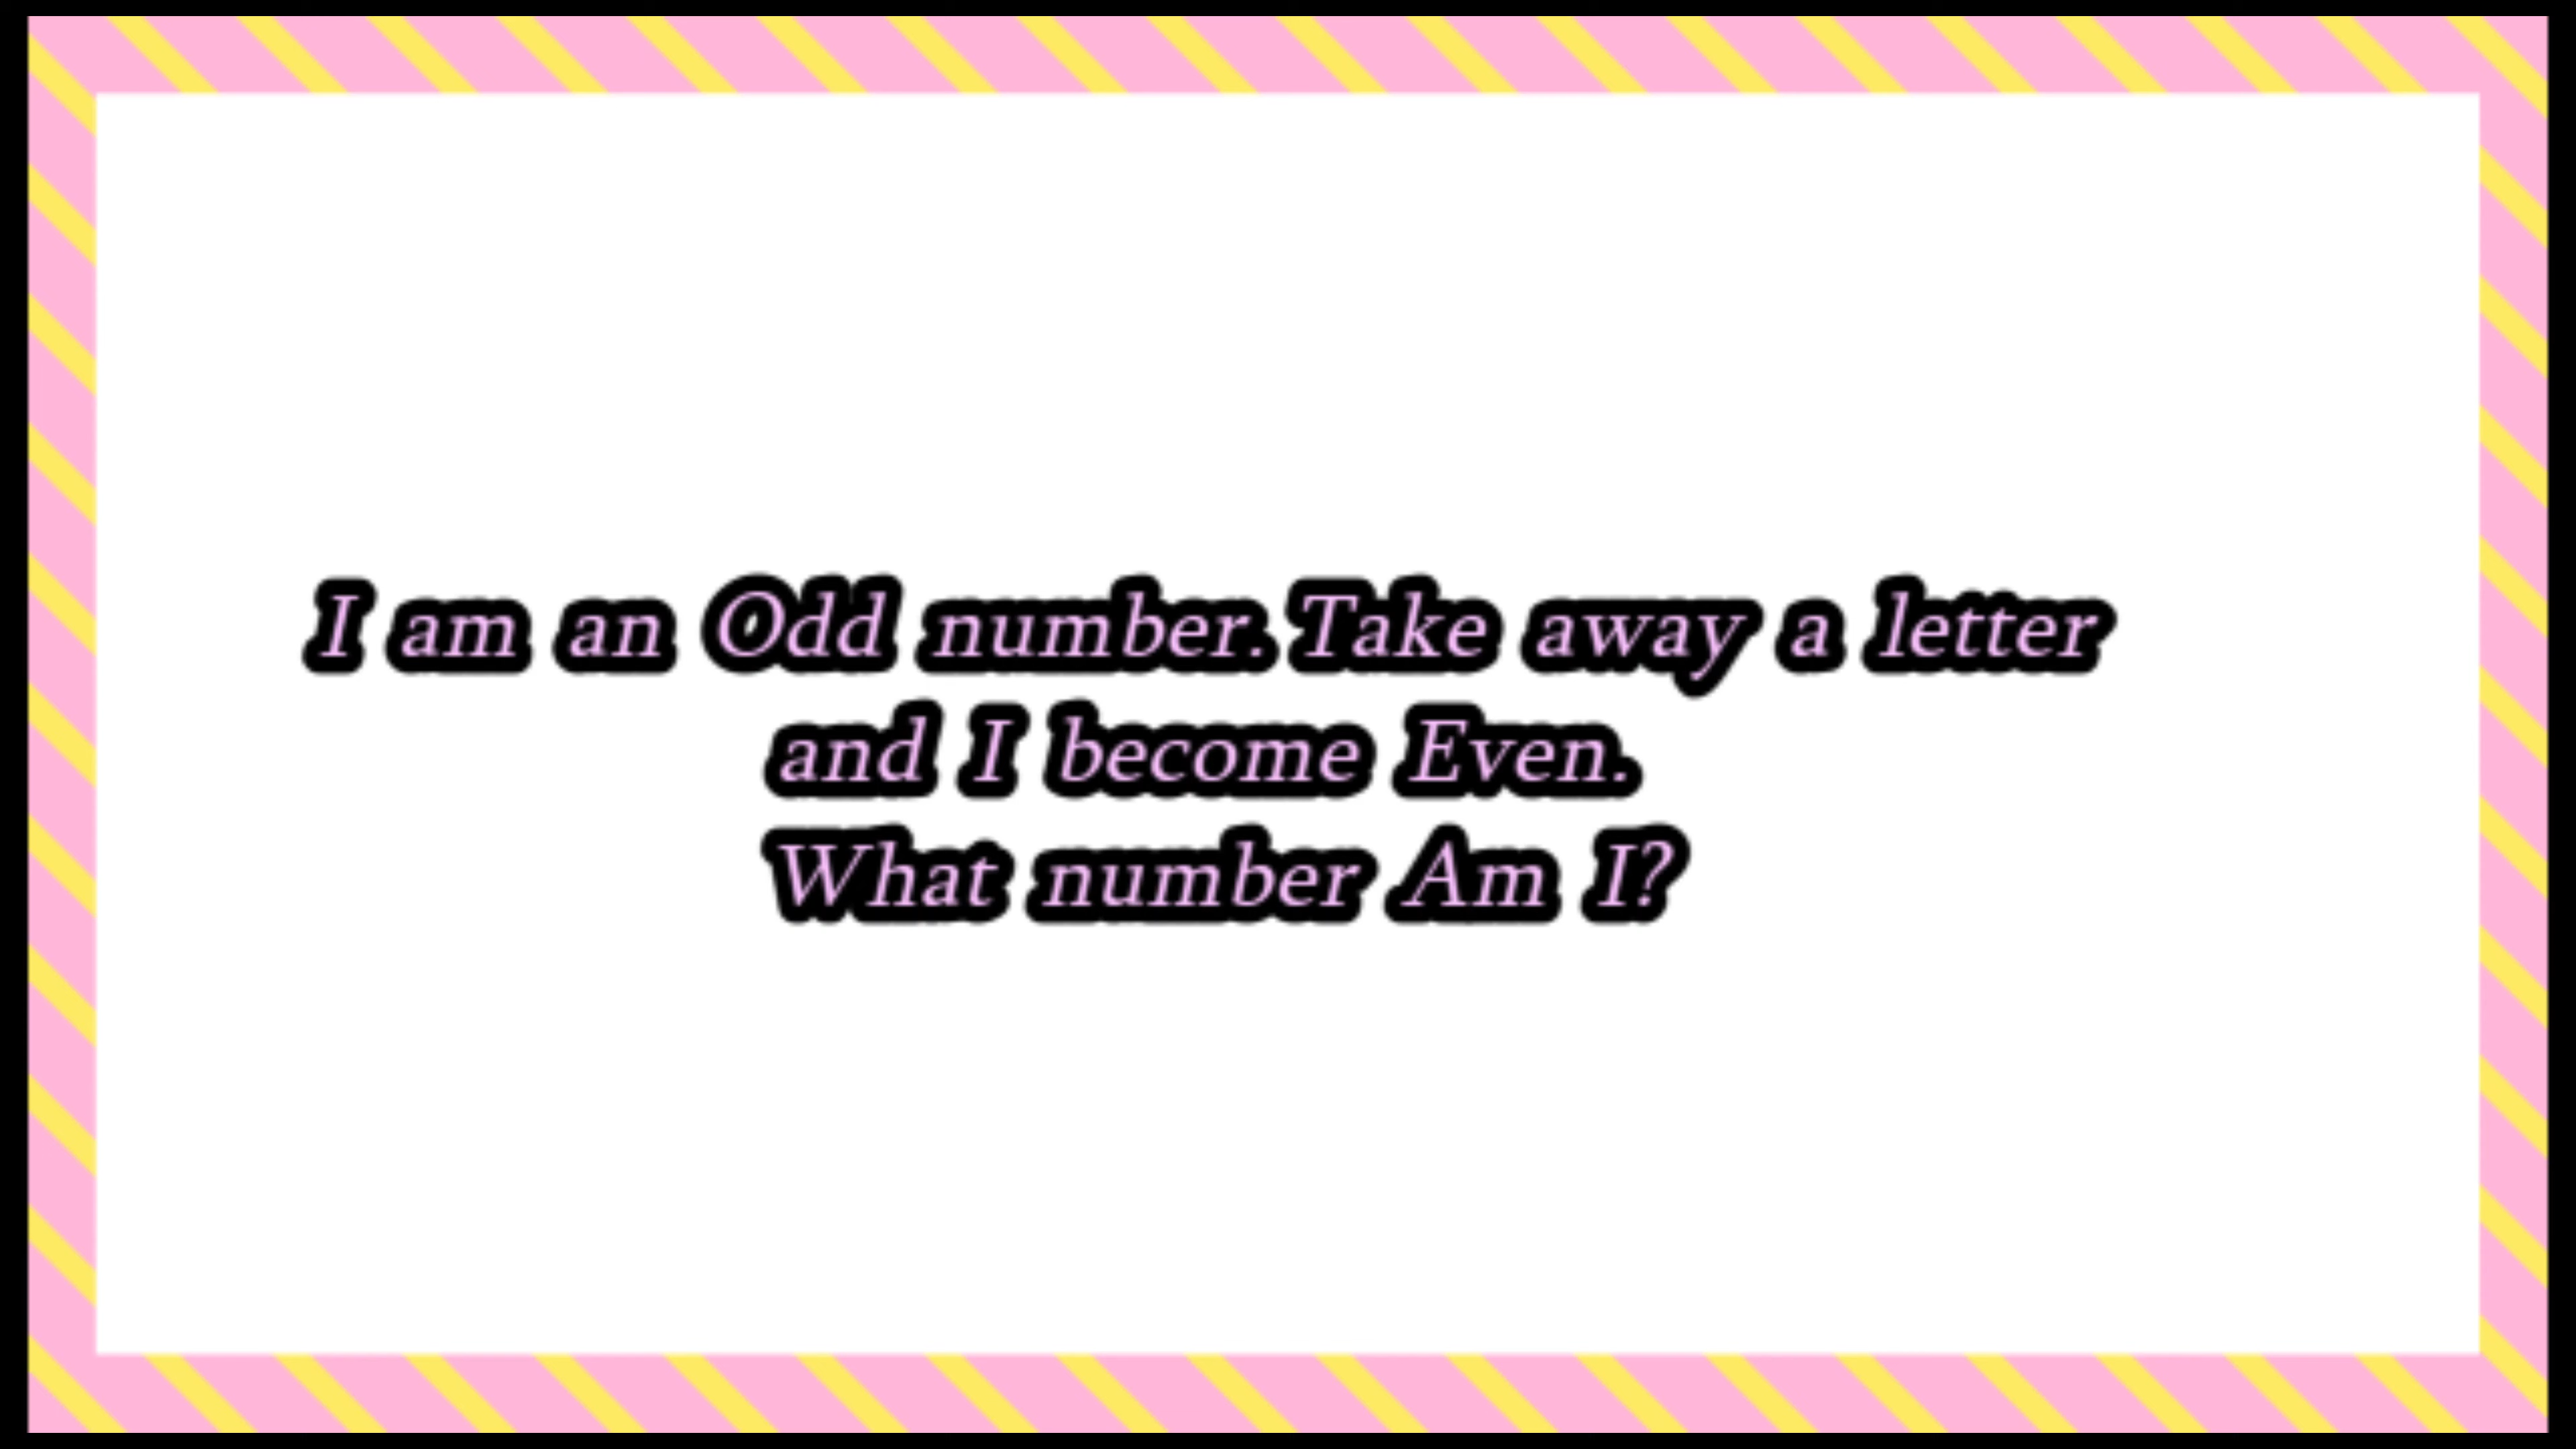 I am an Odd number. Take away a letter
and I become Even.
What number Am I?